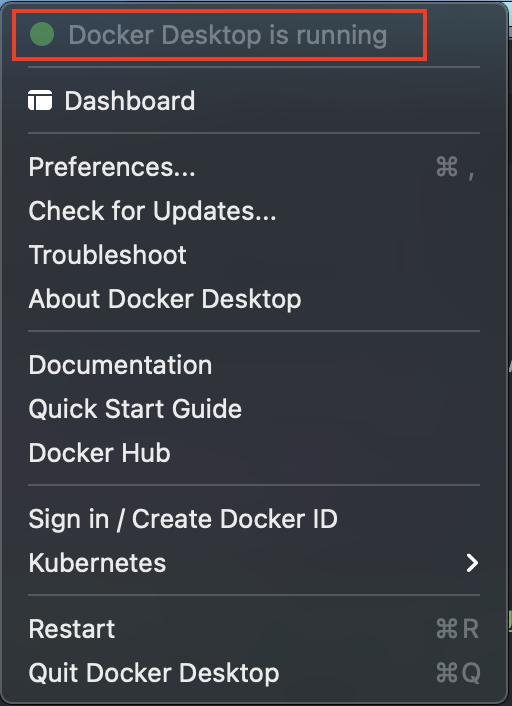 Docker Desktop is running
Dashboard
Preferences... ⌘ ,
Check for Updates...
Troubleshoot
About Docker Desktop
Documentation
Quick Start Guide
Docker Hub
Sign in / Create Docker ID
Kubernetes
Restart ⌘R
Quit Docker Desktop ⌘Q